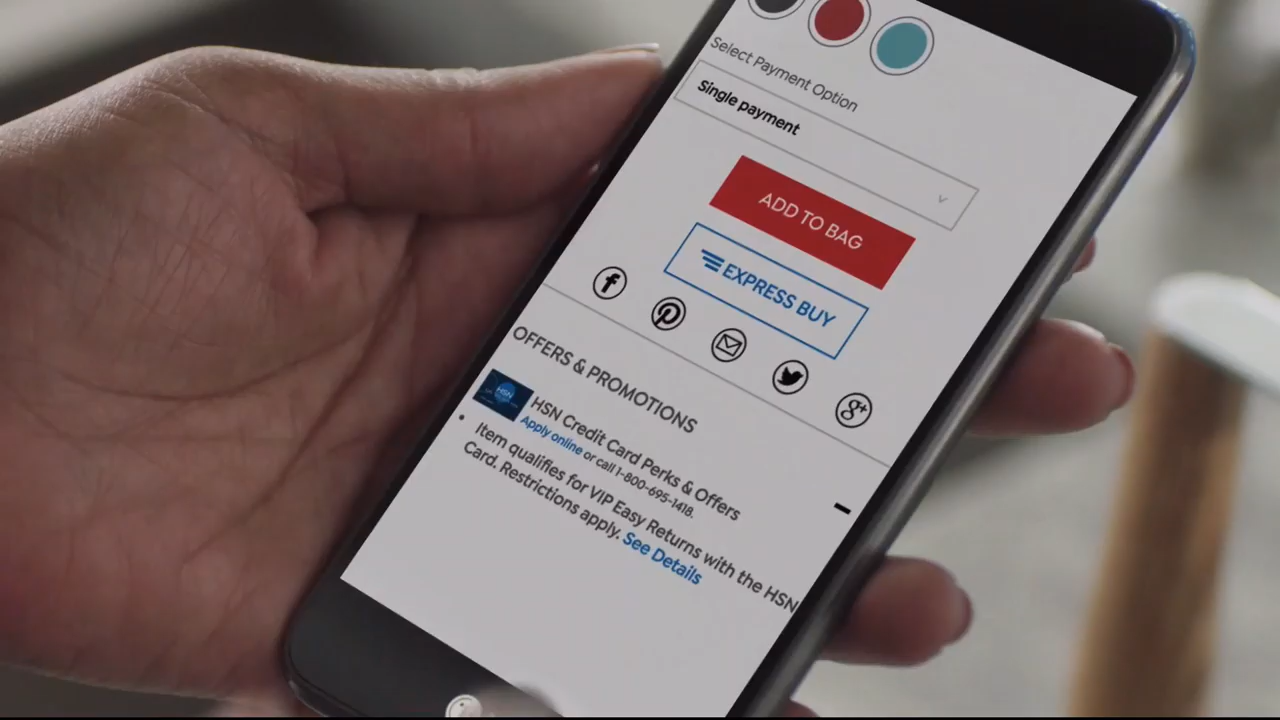 Select Payment Option
Single payment
ADD TO BAG
EXPRESS BUY
OFFERS & PROMOTIONS
HSN
HSN Credit Card Perks & Offers
Apply online or call 1-800-695-1418.
Item qualifies for VIP Easy Returns with the HSN
Card. Restrictions apply. See Details